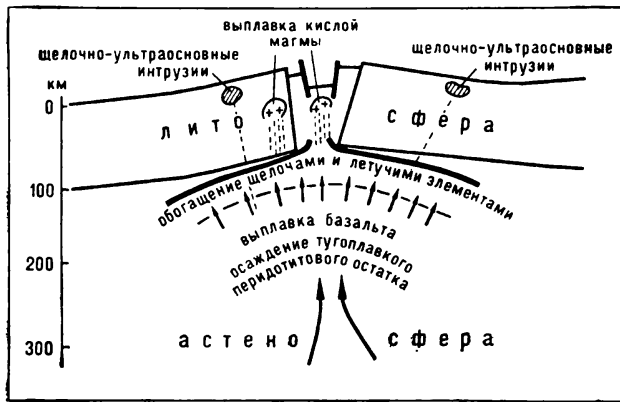 выплавка кислой
магмы
щелочно-ультраосновные
интрузии
щелочно-ультраосновные
интрузии
км
0
100
200
300
лито
сфера
обогащение щелочами и летучими элементами
выплавка базальта
осаждение тугоплавкого
перидотитового остатка
астено
сфера